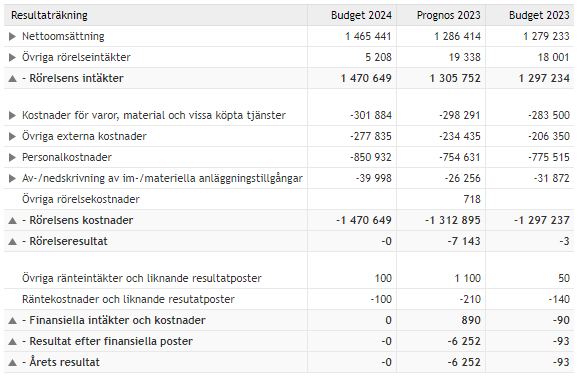 Resultaträkning Budget 2024 Prognos 2023 Budget 2023
Nettoomsättning 1 465 441 1 286 414 1 279 233
Övriga rörelseintäkter 5 208 19 338 18 001
- Rörelsens intäkter 1 470 649 1 305 752 1 297 234
Kostnader för varor, material och vissa köpta tjänster -301 884 -298 291 -283 500
Övriga externa kostnader -277 835 -234 435 -206 350
Personalkostnader -850 932 -754 631 -775 515
Av-/nedskrivning av im-/materiella anläggningstillgångar -39 998 -26 256 -31 872
Övriga rörelsekostnader 718
- Rörelsens kostnader -1 470 649 -1 312 895 -1 297 237
- Rörelseresultat -0 -7 143 -3
Övriga ränteintäkter och liknande resultatposter 100 1 100 50
Räntekostnader och liknande resutatposter -100 -210 -140
- Finansiella intäkter och kostnader 0 890 -90
- Resultat efter finansiella poster -0 -6 252 -93
- Årets resultat -0 -6 252 -93